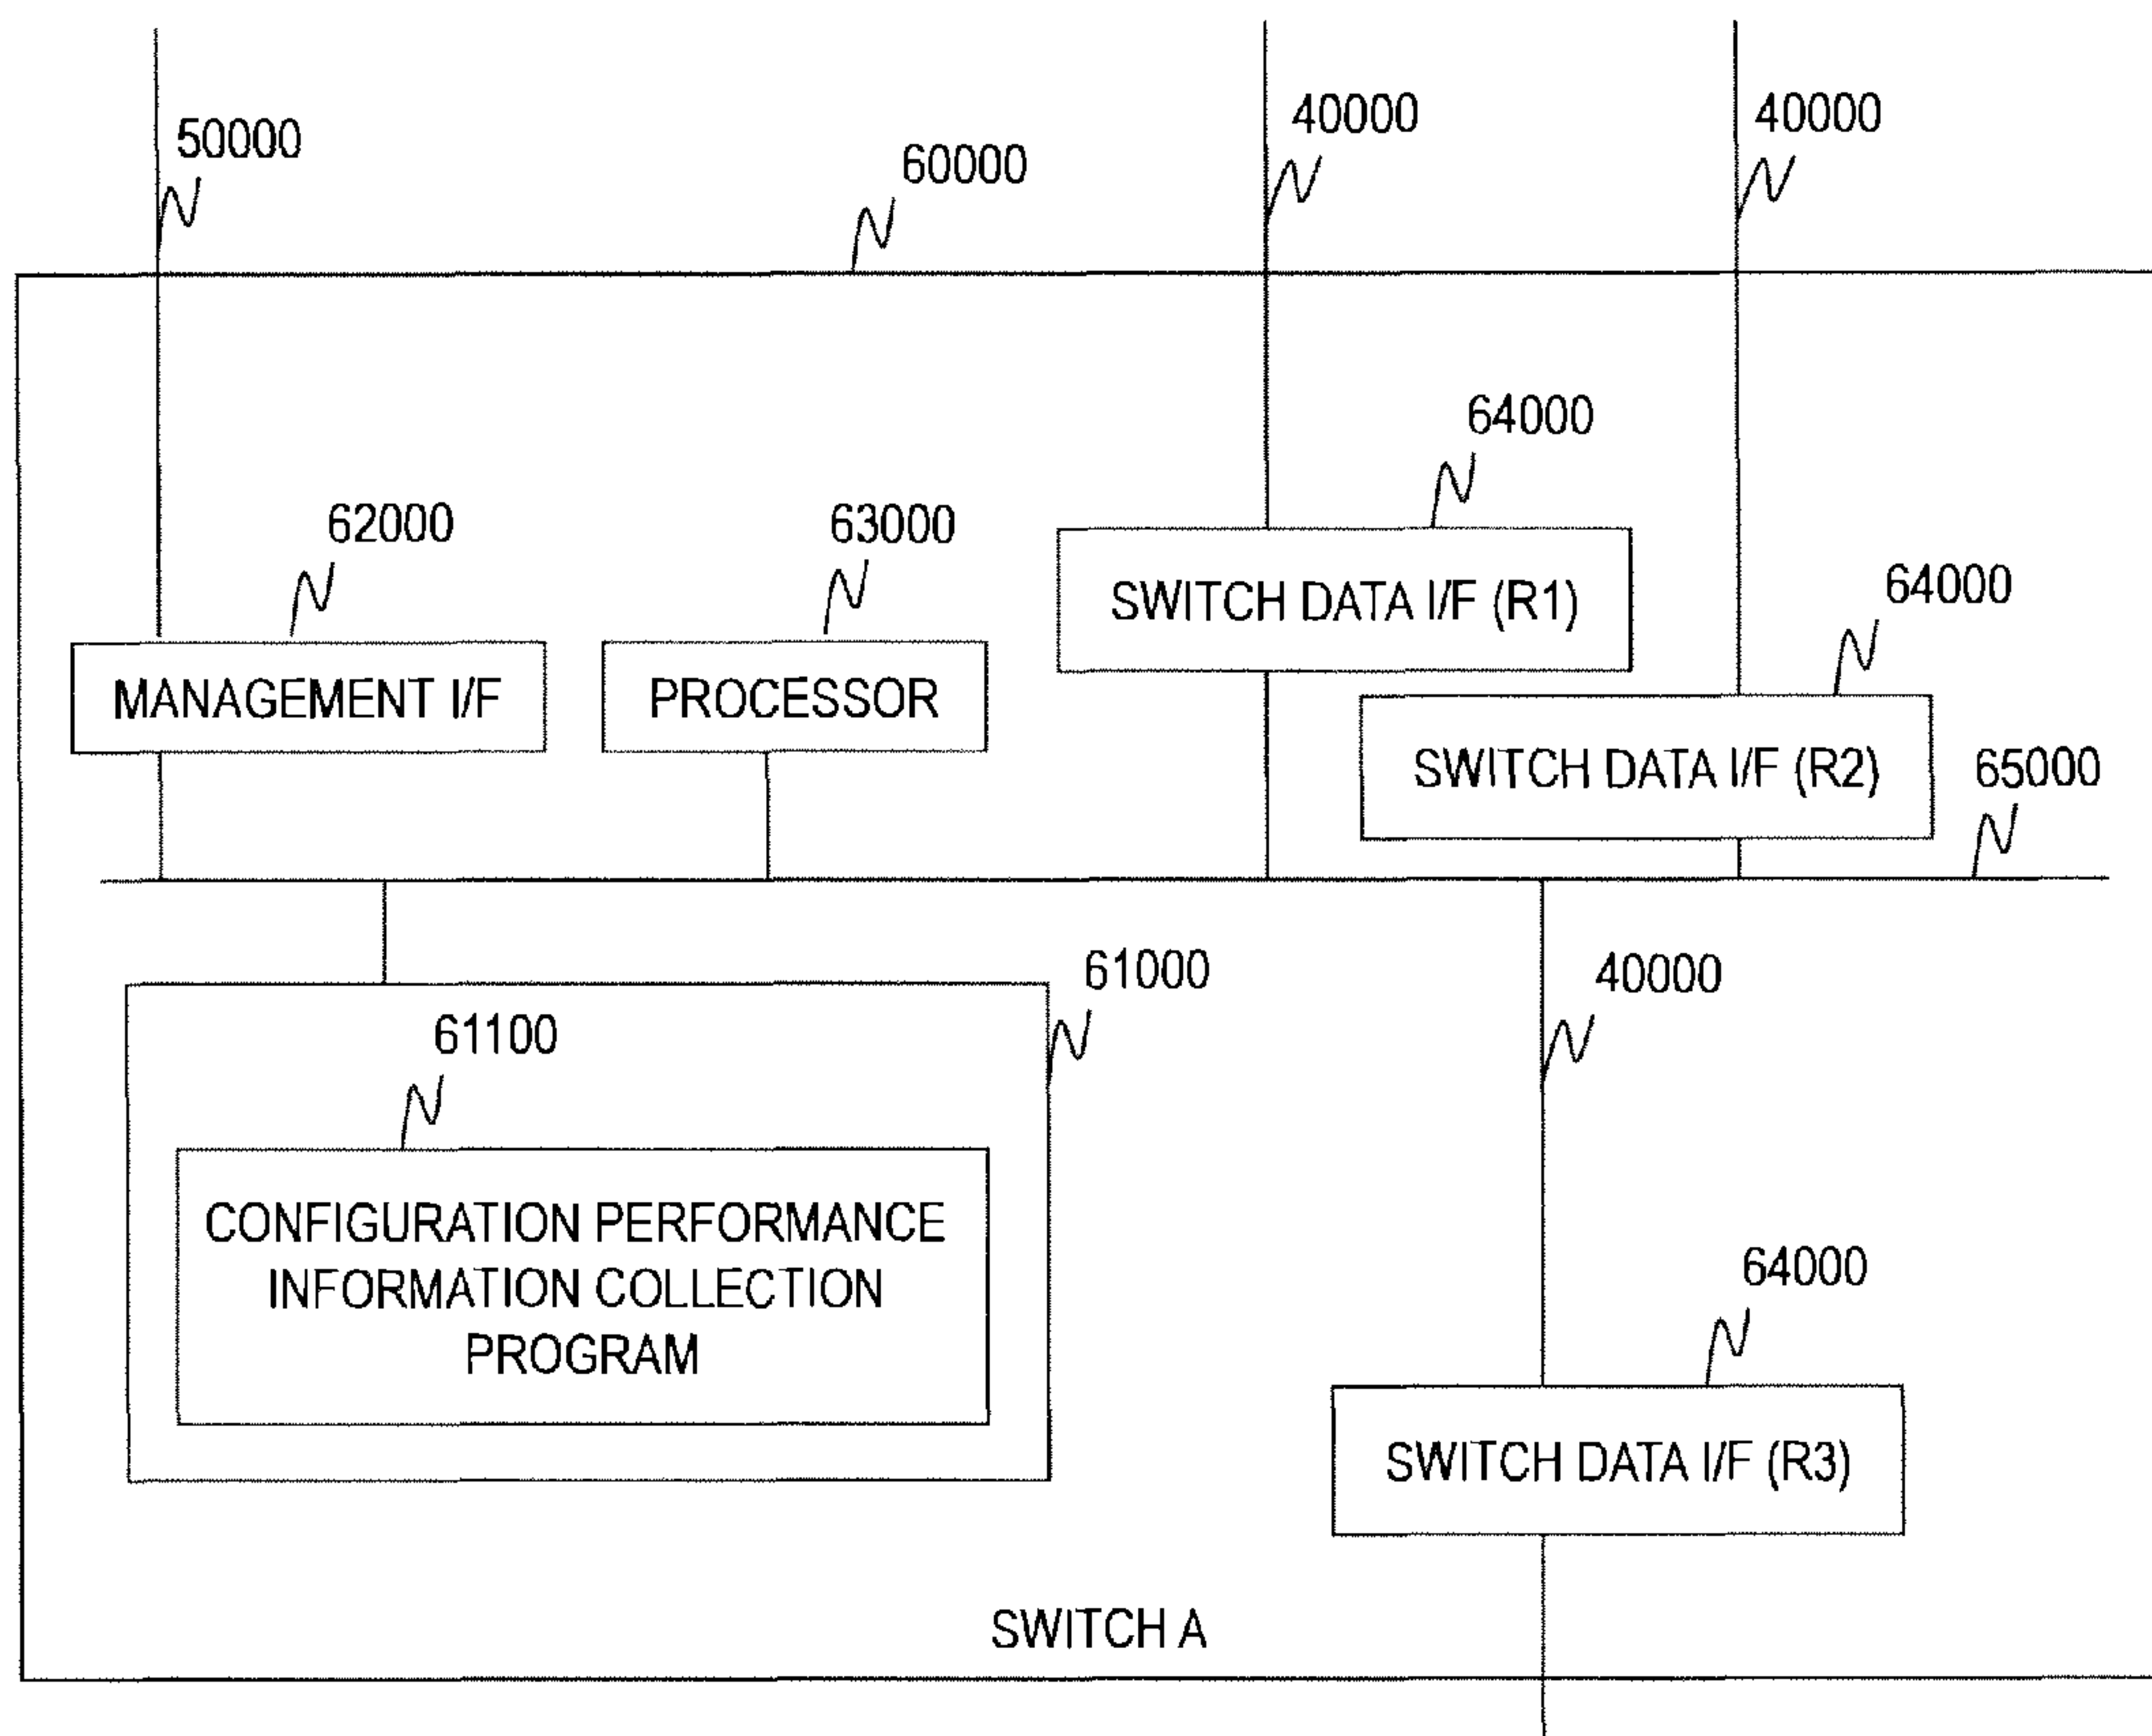 40000
40000
50000
60000
64000
62000
63000
64000
SWITCH DATA I/F (R1)
MANAGEMENT I/F
PROCESSOR
SWITCH DATA I/F (R2)
65000
61000
40000
61100
CONFIGURATION PERFORMANCE
INFORMATION COLLECTION
PROGRAM
64000
SWITCH DATA I/F (R3)
SWITCH A